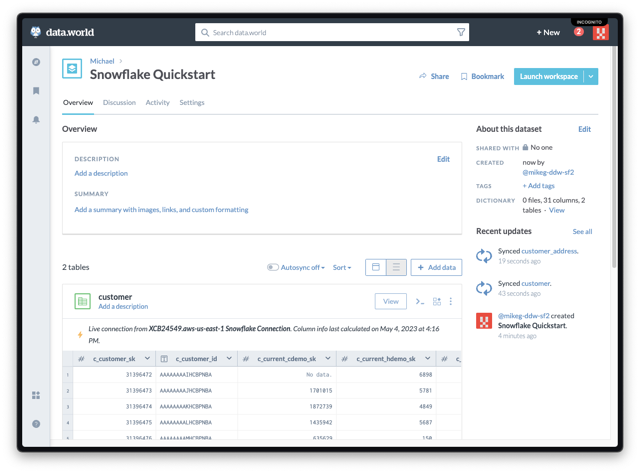 INCOGNITO
data.world
Search data.world
+ New
2
Michael
Snowflake Quickstart
Share
Bookmark
Launch workspace
Overview
Discussion
Activity
Settings
Overview
DESCRIPTION
Edit
Add a description
SUMMARY
Add a summary with images, links, and custom formatting
About this dataset
Edit
SHARED WITH
No one
CREATED
now by
@mikeg-ddw-sf2
TAGS
+ Add tags
DICTIONARY
0 files, 31 columns, 2
tables - View
Recent updates
See all
Synced customer_address.
19 seconds ago
Synced customer.
43 seconds ago
@mikeg-ddw-sf2 created
Snowflake Quickstart.
4 minutes ago
2 tables
Autosync off
Sort
+ Add data
customer
Add a description
View
Live connection from XCB24549.aws-us-east-1 Snowflake Connection. Column info last calculated on May 4, 2023 at 4:16
PM.
# c_customer_sk
c_customer_id
# c_current_cdemo_sk
# c_current_hdemo_sk
# c_
1 31396472 AAAAAAAAIHCBPNBA No data. 6898
2 31396473 AAAAAAAAJHCBPNBA 1701015 5781
3 31396474 AAAAAAAAKHCBPNBA 1872739 4849
4 31396475 AAAAAAAALHCBPNBA 1435942 5687
31396476 AAAAAAAAMHCBPNBA 635629 150